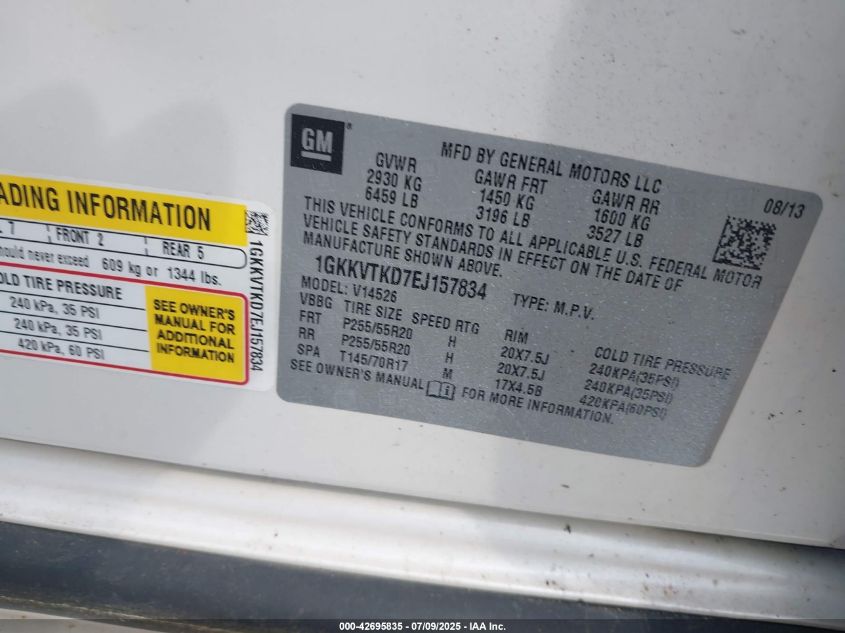 ADING INFORMATION
L 7 FRONT 2 REAR 5
hould never exceed 609 kg or 1344 lbs.
COLD TIRE PRESSURE
240 kPa, 35 PSI
240 kPa, 35 PSI
420 kPa, 60 PSI
SEE OWNER'S
MANUAL FOR
ADDITIONAL
INFORMATION
1GKKVTKD7EJ157834
GM
MFD BY GENERAL MOTORS LLC
08/13
GVWR GAWR FRT GAWR RR
2930 KG 1450 KG 1600 KG
6459 LB 3196 LB 3527 LB
THIS VEHICLE CONFORMS TO ALL APPLICABLE U.S. FEDERAL MOTOR
VEHICLE SAFETY STANDARDS IN EFFECT ON THE DATE OF
MANUFACTURE SHOWN ABOVE.
1GKKVTKD7EJ157834 TYPE: M.P.V.
MODEL: V14526
VBBG TIRE SIZE SPEED RTG RIM COLD TIRE PRESSURE
FRT P255/55R20 H 20X7.5J 240KPA(35PSI)
RR P255/55R20 H 20X7.5J 240KPA(35PSI)
SPA T145/70R17 M 17X4.5B 420KPA(60PSI)
SEE OWNER'S MANUAL FOR MORE INFORMATION.
000-42695835 - 07/09/2025 - IAA Inc.